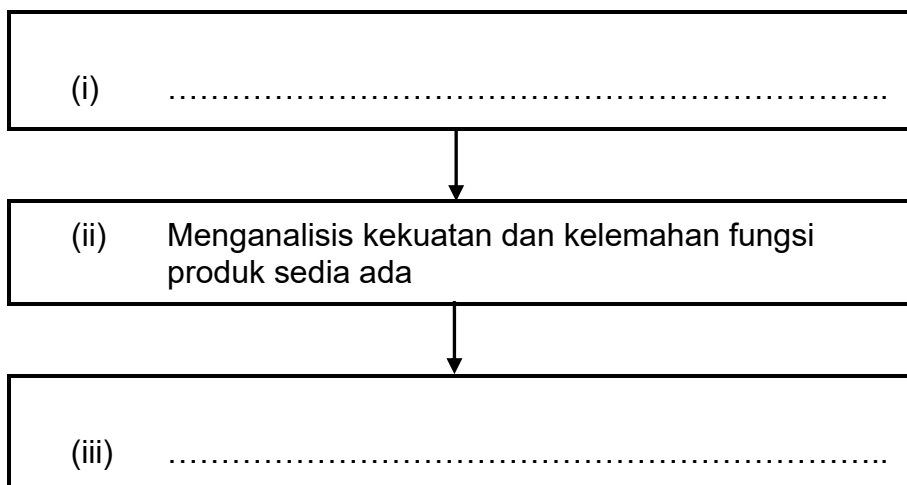 (i) ……………………………………………………………..
(ii) Menganalisis kekuatan dan kelemahan fungsi
produk sedia ada
(iii) ……………………………………………………………..